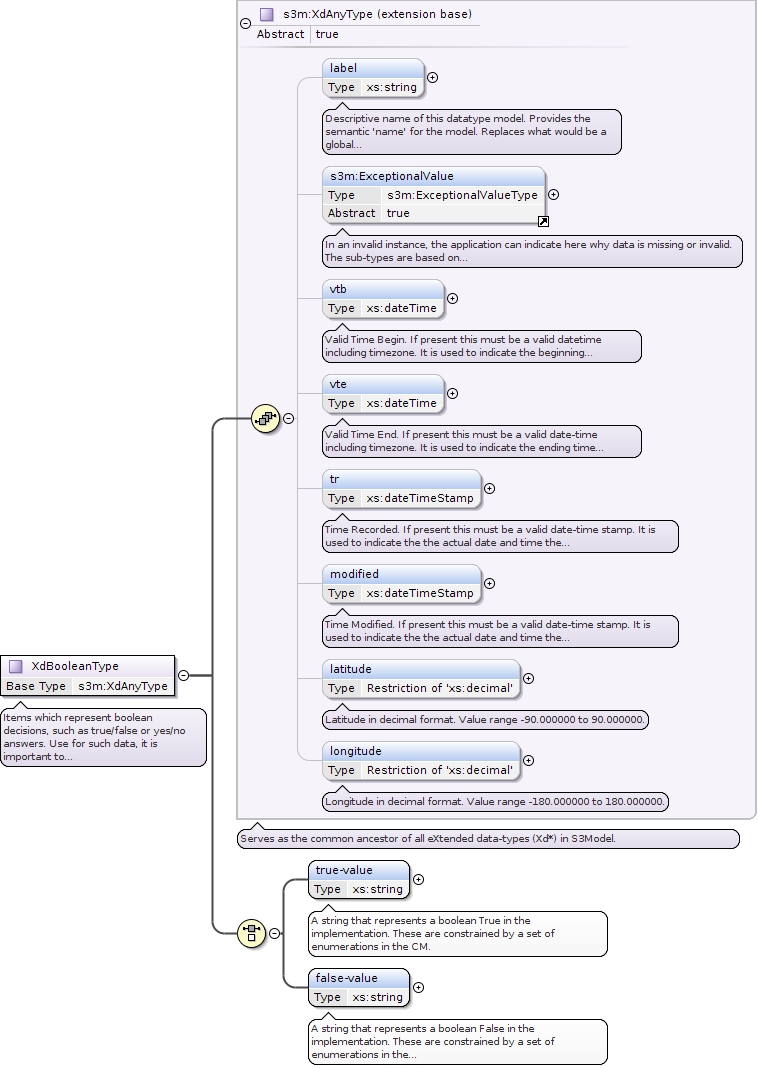 s3m:XdAnyType (extension base)
Abstract true
label
Type xs:string
Descriptive name of this datatype model. Provides the
semantic 'name' for the model. Replaces what would be a
global...
s3m:ExceptionalValue
Type s3m:ExceptionalValueType
Abstract true
In an invalid instance, the application can indicate here why data is missing or invalid.
The sub-types are based on...
vtb
Type xs:dateTime
Valid Time Begin. If present this must be a valid datetime
including timezone. It is used to indicate the beginning...
vte
Type xs:dateTime
Valid Time End. If present this must be a valid date-time
including timezone. It is used to indicate the ending time...
tr
Type xs:dateTimeStamp
Time Recorded. If present this must be a valid date-time stamp. It is
used to indicate the the actual date and time the...
modified
Type xs:dateTimeStamp
Time Modified. If present this must be a valid date-time stamp. It is
used to indicate the the actual date and time the...
XdBooleanType
Base Type s3m:XdAnyType
Items which represent boolean
decisions, such as true/false or yes/no
answers. Use for such data, it is
important to...
latitude
Type Restriction of 'xs:decimal'
Latitude in decimal format. Value range -90.000000 to 90.000000.
longitude
Type Restriction of 'xs:decimal'
Longitude in decimal format. Value range -180.000000 to 180.000000.
Serves as the common ancestor of all eXtended data-types (Xd*) in S3Model.
true-value
Type xs:string
A string that represents a boolean True in the
implementation. These are constrained by a set of
enumerations in the CM.
false-value
Type xs:string
A string that represents a boolean False in the
implementation. These are constrained by a set of
enumerations in the...